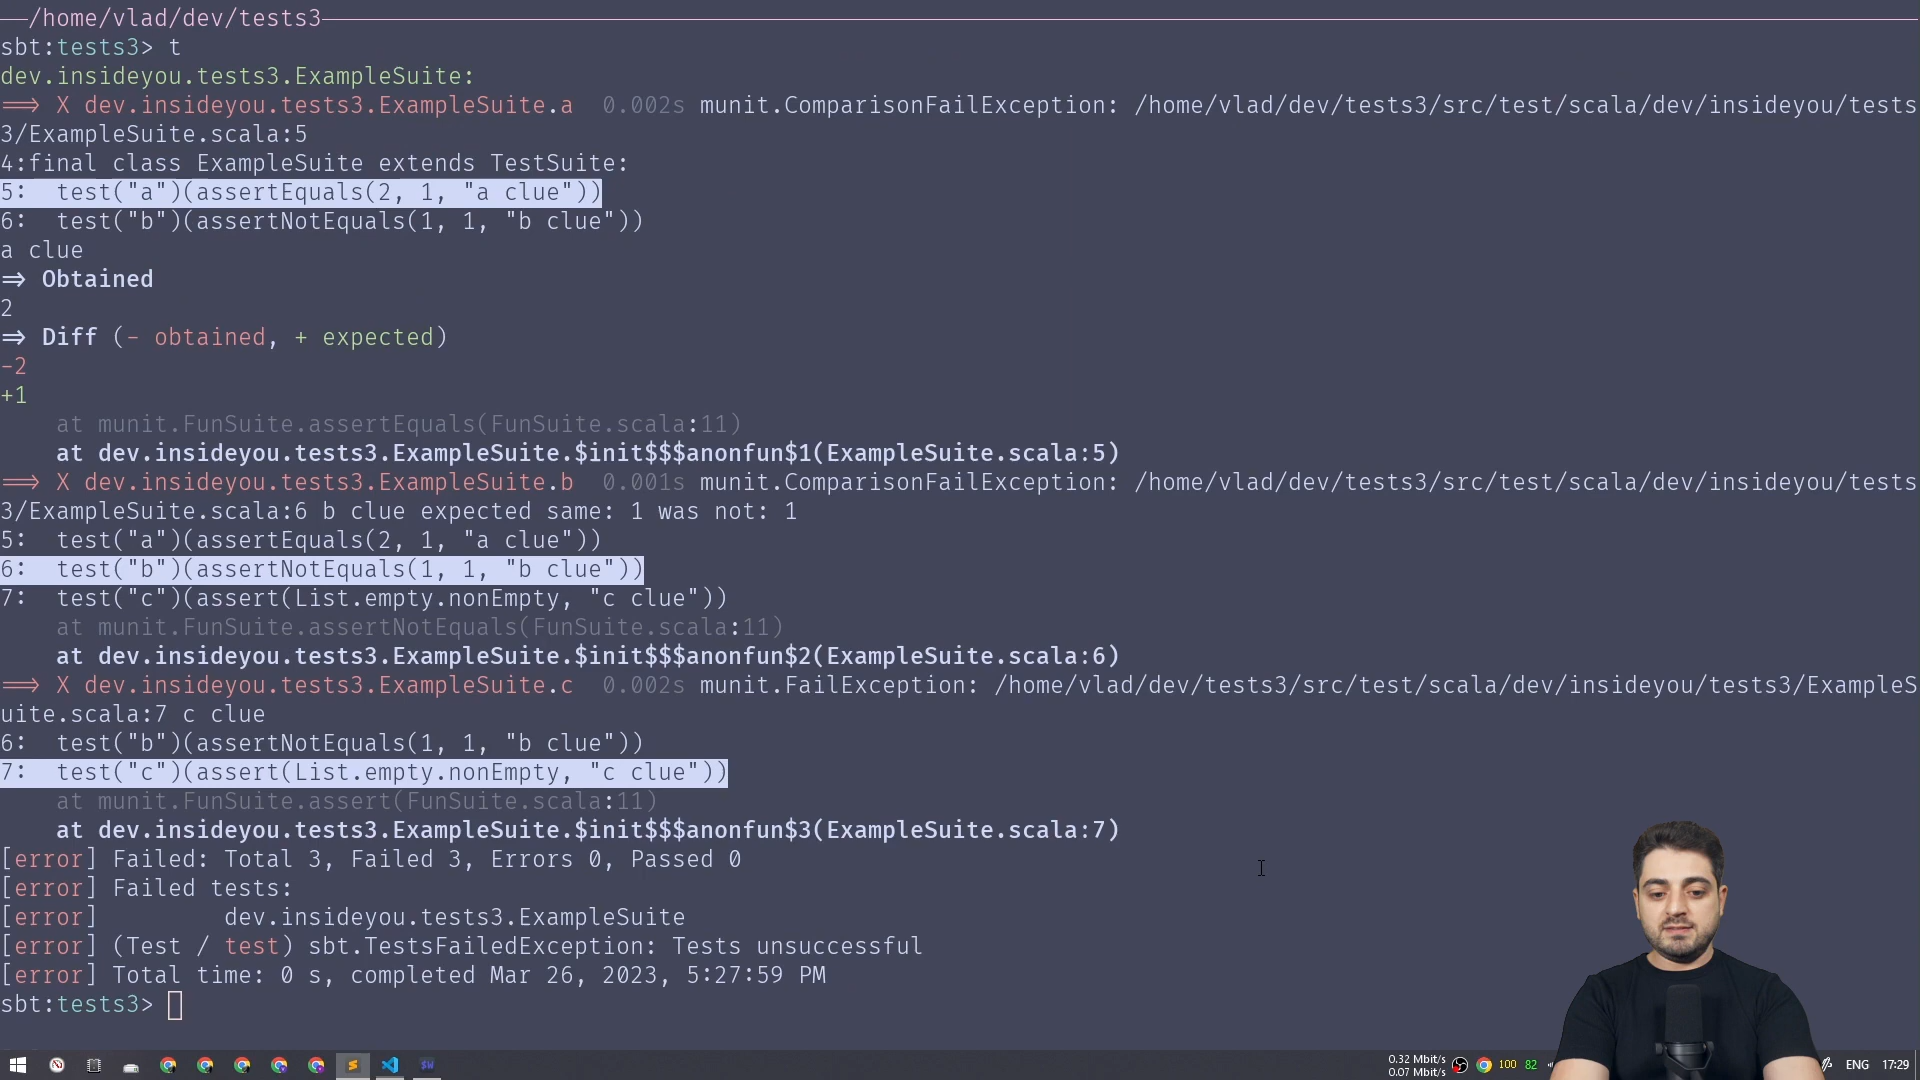 /home/vlad/dev/tests3
sbt:tests3> t
dev.insideyou.tests3.ExampleSuite:
==> X dev.insideyou.tests3.ExampleSuite.a  0.002s munit.ComparisonFailException: /home/vlad/dev/tests3/src/test/scala/dev/insideyou/tests
3/ExampleSuite.scala:5
4:final class ExampleSuite extends TestSuite:
5:  test("a")(assertEquals(2, 1, "a clue"))
6:  test("b")(assertNotEquals(1, 1, "b clue"))
a clue
=> Obtained
2
=> Diff (- obtained, + expected)
-2
+1
    at munit.FunSuite.assertEquals(FunSuite.scala:11)
    at dev.insideyou.tests3.ExampleSuite.$init$$$anonfun$1(ExampleSuite.scala:5)
==> X dev.insideyou.tests3.ExampleSuite.b  0.001s munit.ComparisonFailException: /home/vlad/dev/tests3/src/test/scala/dev/insideyou/tests
3/ExampleSuite.scala:6 b clue expected same: 1 was not: 1
5:  test("a")(assertEquals(2, 1, "a clue"))
6:  test("b")(assertNotEquals(1, 1, "b clue"))
7:  test("c")(assert(List.empty.nonEmpty, "c clue"))
    at munit.FunSuite.assertNotEquals(FunSuite.scala:11)
    at dev.insideyou.tests3.ExampleSuite.$init$$$anonfun$2(ExampleSuite.scala:6)
==> X dev.insideyou.tests3.ExampleSuite.c  0.002s munit.FailException: /home/vlad/dev/tests3/src/test/scala/dev/insideyou/tests3/ExampleS
uite.scala:7 c clue
6:  test("b")(assertNotEquals(1, 1, "b clue"))
7:  test("c")(assert(List.empty.nonEmpty, "c clue"))
    at munit.FunSuite.assert(FunSuite.scala:11)
    at dev.insideyou.tests3.ExampleSuite.$init$$$anonfun$3(ExampleSuite.scala:7)
[error] Failed: Total 3, Failed 3, Errors 0, Passed 0
[error] Failed tests:
[error]         dev.insideyou.tests3.ExampleSuite
[error] (Test / test) sbt.TestsFailedException: Tests unsuccessful
[error] Total time: 0 s, completed Mar 26, 2023, 5:27:59 PM
sbt:tests3>
0.32 Mbit/s
0.07 Mbit/s
100 82 ENG 17:29